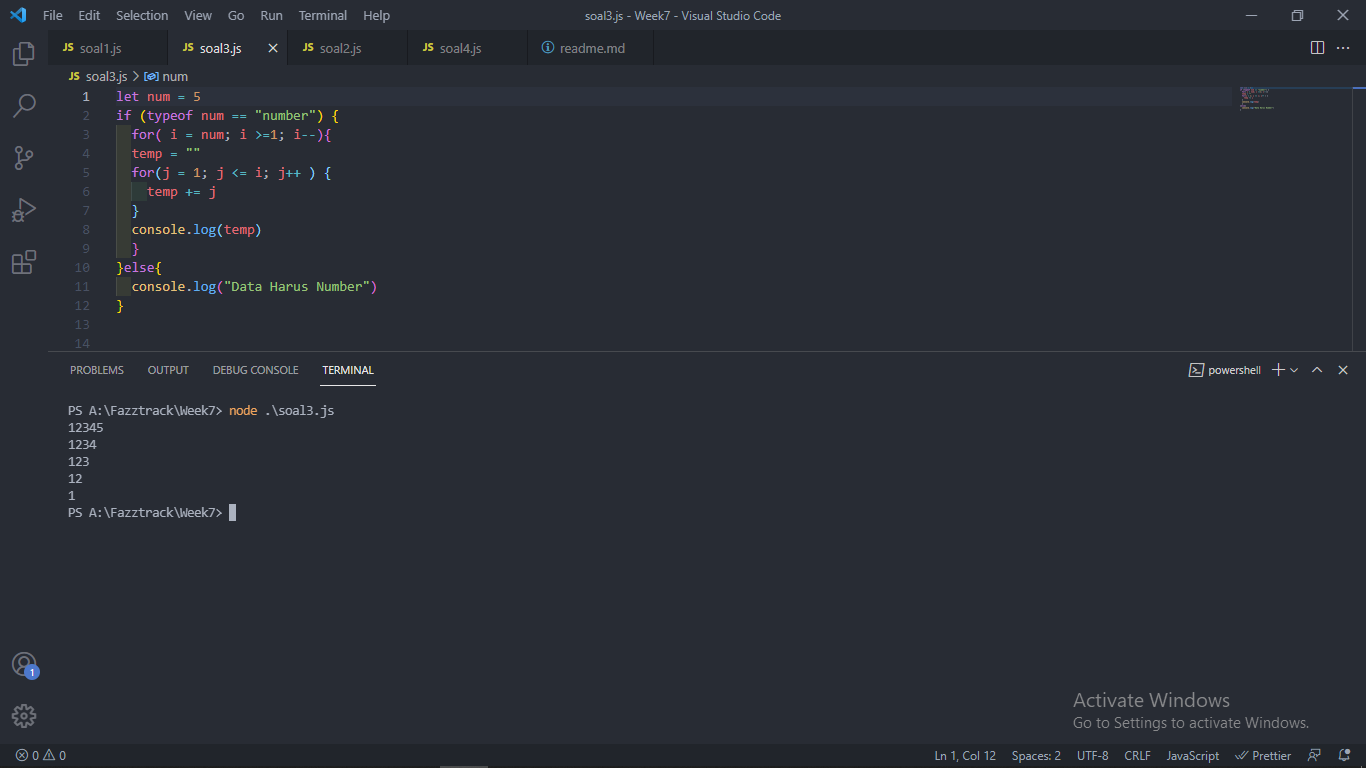 File Edit Selection View Go Run Terminal Help soal3.js - Week7 - Visual Studio Code
JS soal1.js JS soal3.js JS soal2.js JS soal4.js readme.md
JS soal3.js > num
1 let num = 5
2 if (typeof num == "number") {
3 for( i = num; i >=1; i--){
4 temp = ""
5 for(j = 1; j <= i; j++ ) {
6 temp += j
7 }
8 console.log(temp)
9 }
10 }else{
11 console.log("Data Harus Number")
12 }
13
14
PROBLEMS OUTPUT DEBUG CONSOLE TERMINAL powershell
PS A:\Fazztrack\Week7> node .\soal3.js
12345
1234
123
12
1
PS A:\Fazztrack\Week7>
1
Activate Windows
Go to Settings to activate Windows.
0 0 Ln 1, Col 12 Spaces: 2 UTF-8 CRLF JavaScript Prettier